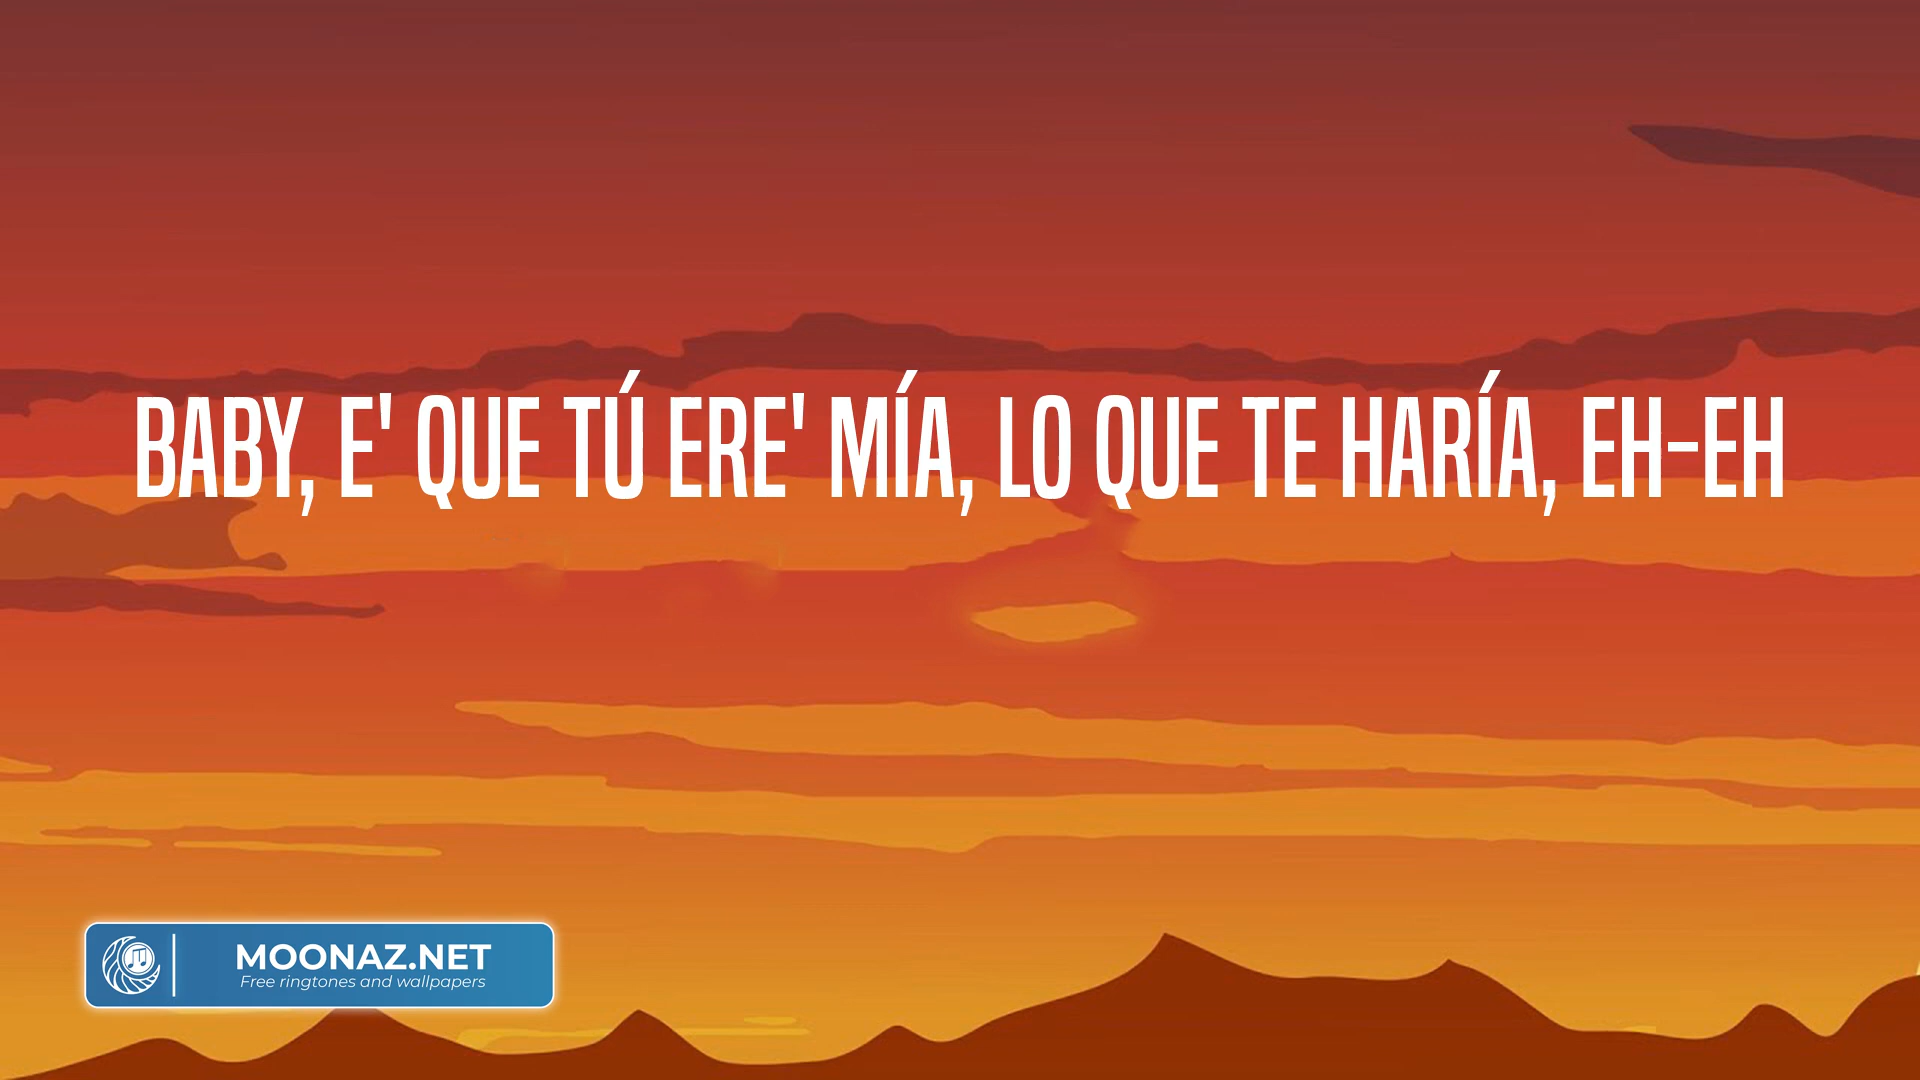 BABY, E' QUE TÚ ERE' MÍA, LO QUE TE HARÍA, EH-EH
MOONAZ.NET
Free ringtones and wallpapers